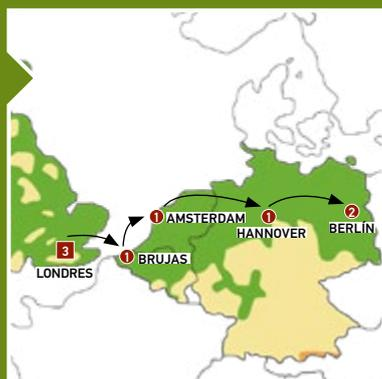 1 AMSTERDAM
1
HANNOVER
2
BERLÍN
3
LONDRES
1 BRUJAS